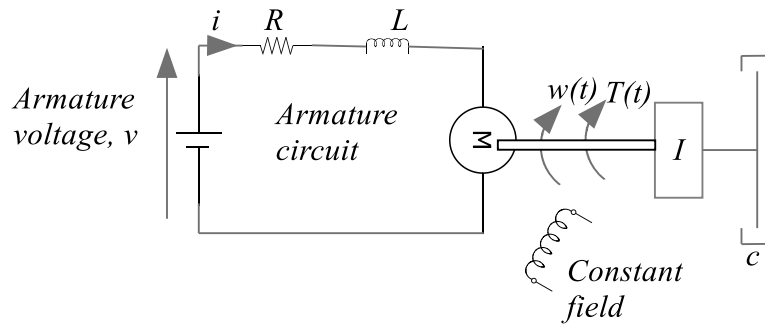 i R L
Armature
voltage, v
Armature
circuit
M
w(t) T(t)
I
c
Constant
field